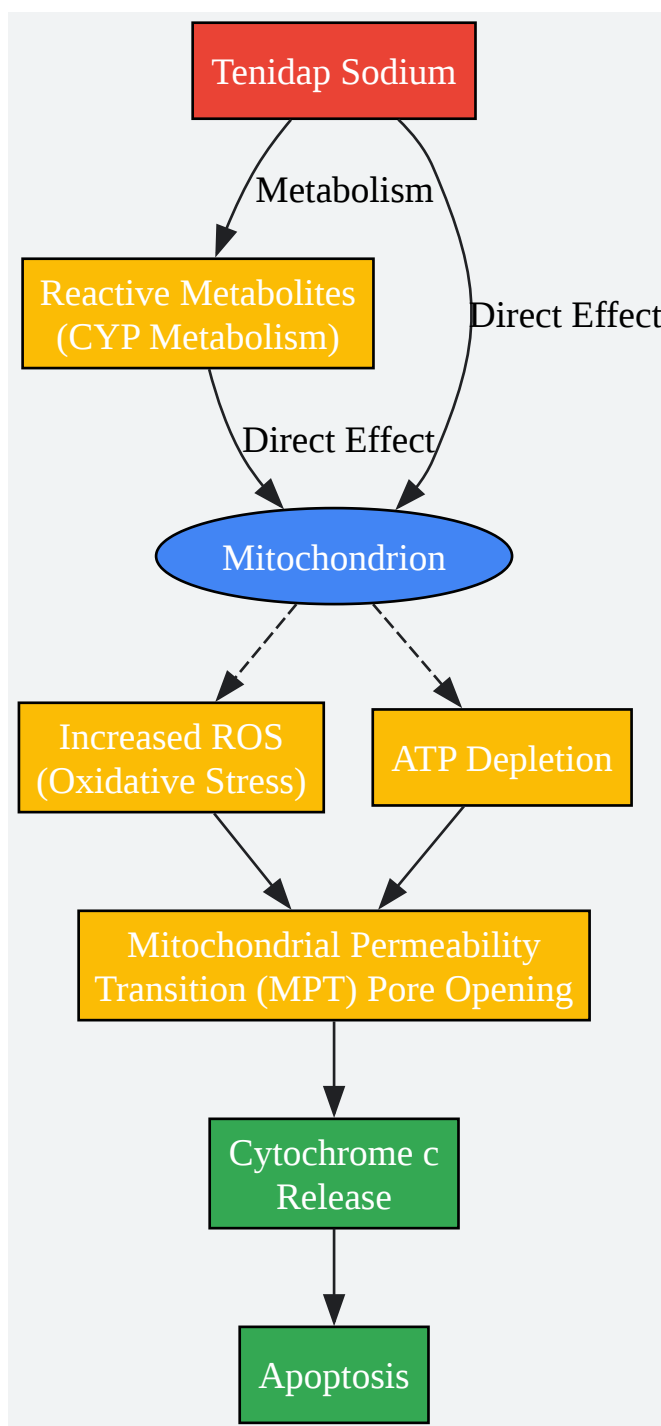 Tenidap Sodium
Metabolism
Reactive Metabolites
(CYP Metabolism)
Direct Effect
Direct Effect
Mitochondrion
Increased ROS
(Oxidative Stress)
ATP Depletion
Mitochondrial Permeability
Transition (MPT) Pore Opening
Cytochrome c
Release
Apoptosis